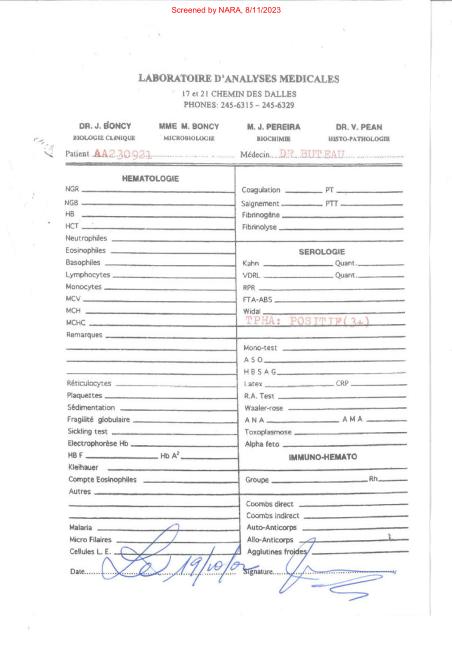 Screened by NARA, 8/11/2023
LABORATOIRE D'ANALYSES MEDICALES
17 et 21 CHEMIN DES DALLES
PHONES: 245-6315 – 245-6329
DR. J. BONCY MME M. BONCY M. J. PEREIRA DR. V. PEAN
BIOLOGIE CLINIQUE MICROBIOLOGIE BIOCHIMIE HISTO-PATHOLOGIE
Patient AA230921 Médecin DR. BUTEAU
HEMATOLOGIE
NGR
NGB
HB
HCT
Neutrophiles
Eosinophiles
Basophiles
Lymphocytes
Monocytes
MCV
MCH
MCHC
Remarques
Réticulocytes
Plaquettes
Sédimentation
Fragilité globulaire
Sickling test
Electrophorèse Hb
HB F Hb A²
Kleihauer
Compte Eosinophiles
Autres
Malaria
Micro Filaires
Cellules L. E.
Coagulation PT
Saignement PTT
Fibrinogène
Fibrinolyse
SEROLOGIE
Kahn Quant.
VDRL Quant.
RPR
FTA-ABS
Widal
TPHA: POSITIF(3+)
Mono-test
A S O
H B S A G
Latex CRP
R.A. Test
Waaler-rose
A N A A M A
Toxoplasmose
Alpha feto
IMMUNO-HEMATO
Groupe Rh
Coombs direct
Coombs indirect
Auto-Anticorps
Allo-Anticorps
Agglutines froides
Date 19/10/02 Signature